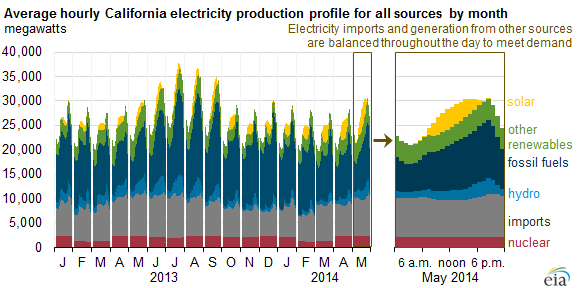 Average hourly California electricity production profile for all sources by month
megawatts
Electricity imports and generation from other sources
are balanced throughout the day to meet demand
40,000
35,000
30,000
25,000
20,000
15,000
10,000
5,000
0
solar
other
renewables
fossil fuels
hydro
imports
nuclear
J F M A M J J A S O N D J F M A M
2013 2014
6 a.m. noon 6 p.m.
May 2014
eia